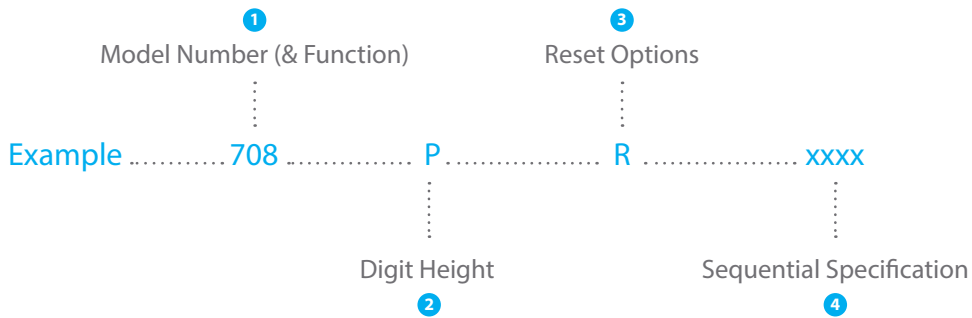 1 3
Model Number (& Function) Reset Options
Example 708 P R xxxx
Digit Height Sequential Specification
2 4